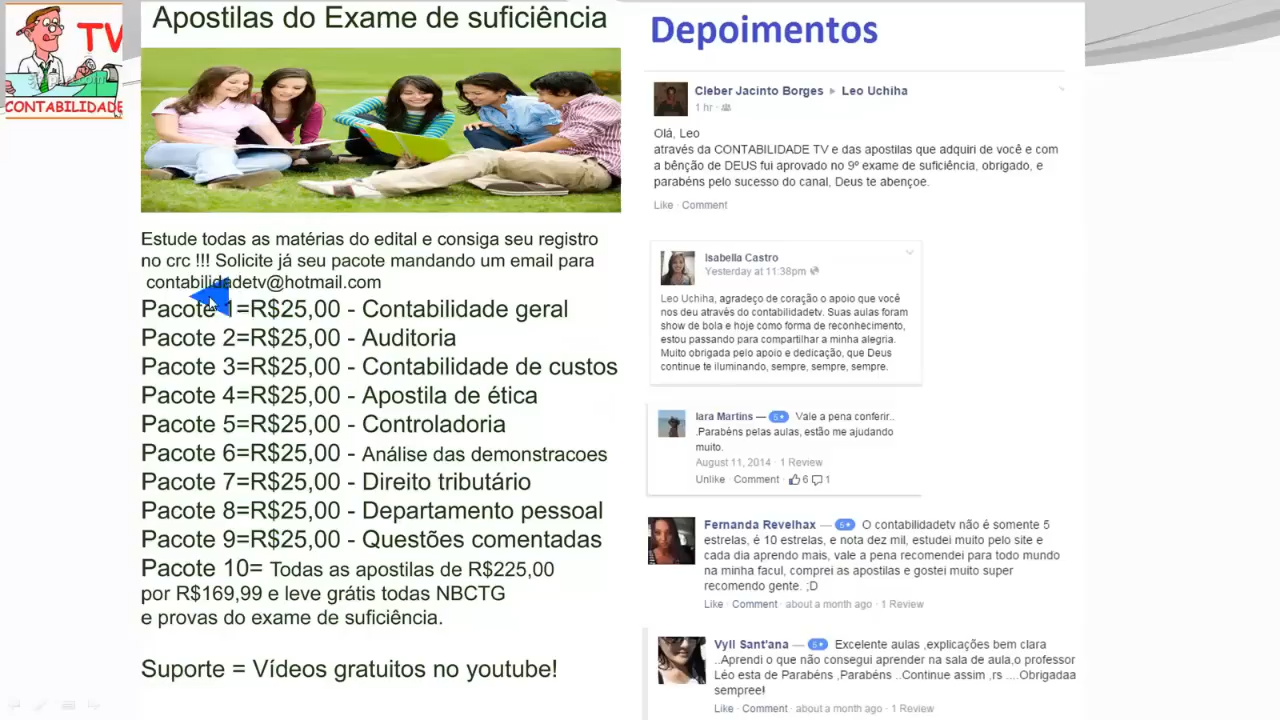 TV
CONTABILIDADE
Apostilas do Exame de suficiência
Estude todas as matérias do edital e consiga seu registro
no crc !!! Solicite já seu pacote mandando um email para
contabilidadetv@hotmail.com
Pacote 1=R$25,00 - Contabilidade geral
Pacote 2=R$25,00 - Auditoria
Pacote 3=R$25,00 - Contabilidade de custos
Pacote 4=R$25,00 - Apostila de ética
Pacote 5=R$25,00 - Controladoria
Pacote 6=R$25,00 - Análise das demonstracoes
Pacote 7=R$25,00 - Direito tributário
Pacote 8=R$25,00 - Departamento pessoal
Pacote 9=R$25,00 - Questões comentadas
Pacote 10= Todas as apostilas de R$225,00
por R$169,99 e leve grátis todas NBCTG
e provas do exame de suficiência.
Suporte = Vídeos gratuitos no youtube!
Depoimentos
Cleber Jacinto Borges Leo Uchiha
1 hr ·
Olá, Leo
através da CONTABILIDADE TV e das apostilas que adquiri de você e com
a bênção de DEUS fui aprovado no 9º exame de suficiência, obrigado, e
parabéns pelo sucesso do canal, Deus te abençoe.
Like · Comment
Isabella Castro
Yesterday at 11:38pm
Leo Uchiha, agradeço de coração o apoio que você
nos deu através do contabilidadetv. Suas aulas foram
show de bola e hoje como forma de reconhecimento,
estou passando para compartilhar a minha alegria.
Muito obrigada pelo apoio e dedicação, que Deus
continue te iluminando, sempre, sempre, sempre.
Iara Martins — 5★ Vale a pena conferir..
.Parabéns pelas aulas, estão me ajudando
muito.
August 11, 2014 · 1 Review
Unlike · Comment · 6 1
Fernanda Revelhax — 5★ O contabilidadetv não é somente 5
estrelas, é 10 estrelas, e nota dez mil, estudei muito pelo site e
cada dia aprendo mais, vale a pena recomendei para todo mundo
na minha facul, comprei as apostilas e gostei muito super
recomendo gente. ;D
Like · Comment · about a month ago · 1 Review
Vyll Sant'ana — 5★ Excelente aulas ,explicações bem clara
..Aprendi o que não consegui aprender na sala de aula,o professor
Léo esta de Parabéns ,Parabéns ..Continue assim ,rs ....Obrigadaa
sempree!
Like · Comment · about a month ago · 1 Review